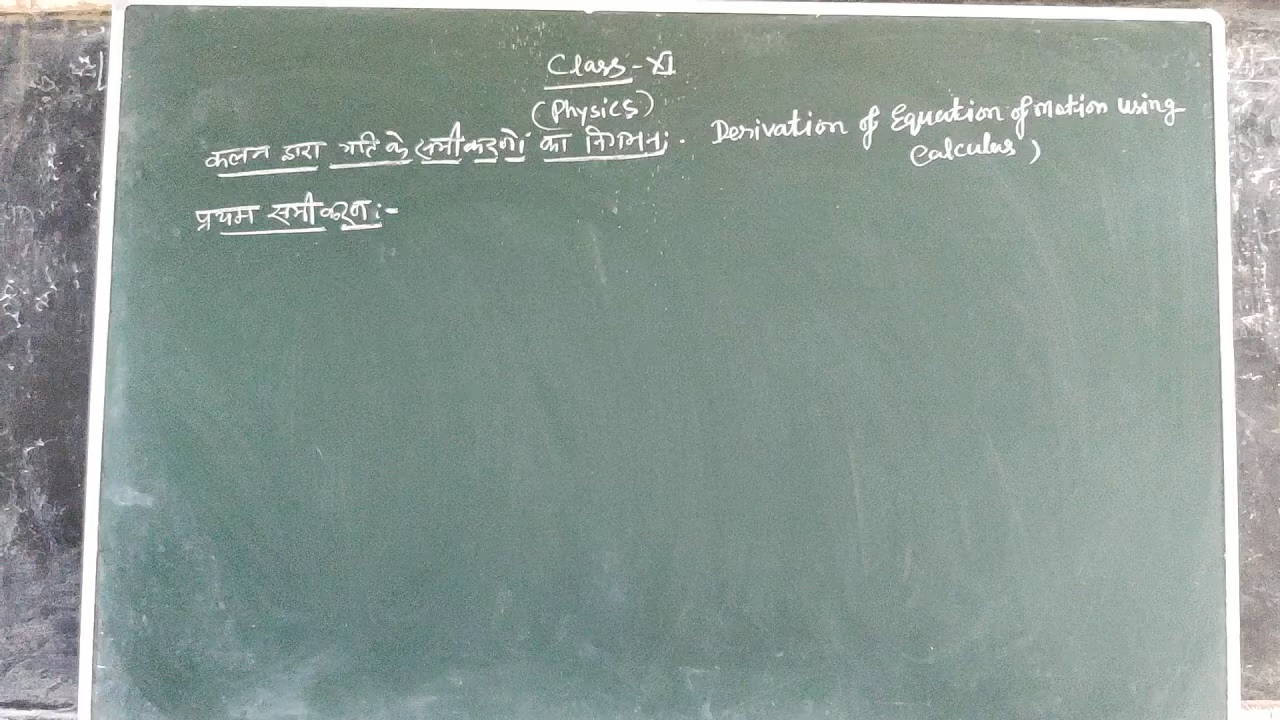 Class - XI
(Physics)
कलन द्वारा गति के समीकरणों का निगमन:. Derivation of Equation of motion using
Calculus)
प्रथम समीकरण:-